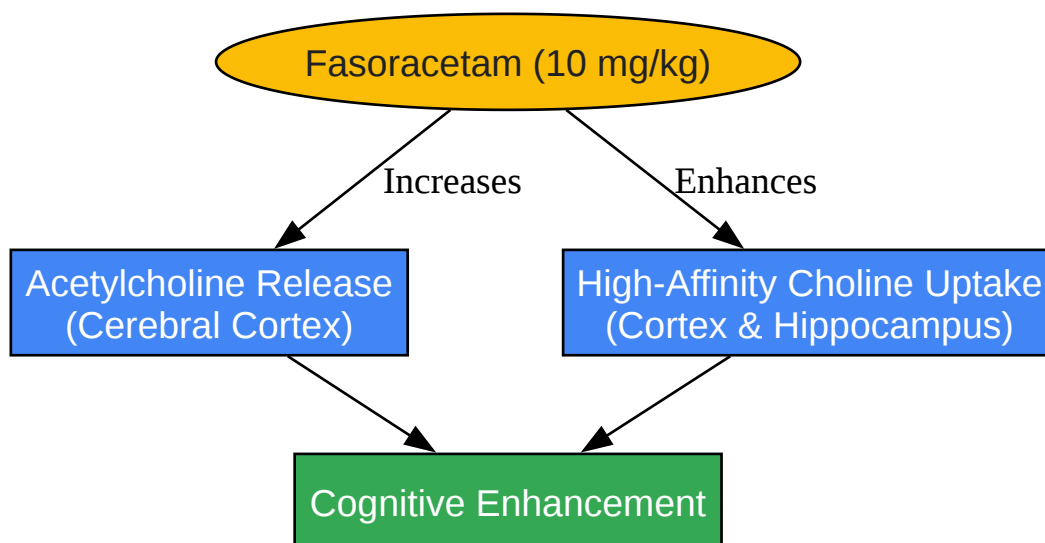 Fasoracetam (10 mg/kg)
Increases
Enhances
Acetylcholine Release
(Cerebral Cortex)
High-Affinity Choline Uptake
(Cortex & Hippocampus)
Cognitive Enhancement